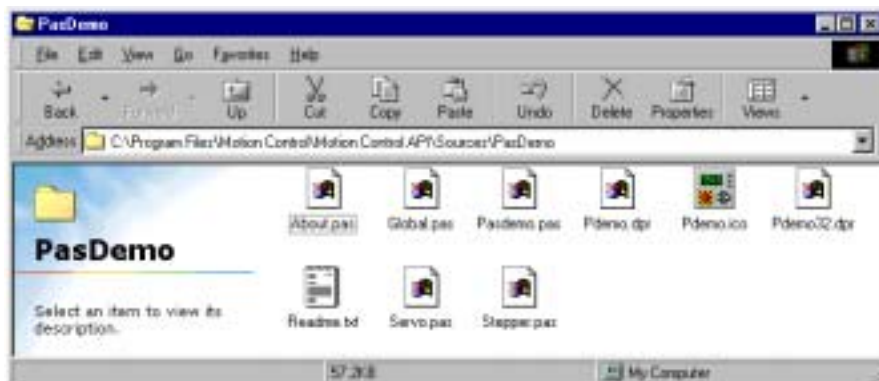 PasDemo
File Edit View Go Favorites Help
Back Forward Up Cut Copy Paste Undo Delete Properties Views
Address C:\Program Files\Motion Control\Motion Control API\Sources\PasDemo
PasDemo
Select an item to view its
description.
About.pas Global.pas Pasdemo.pas Pdemo.dpr Pdemo.ico Pdemo32.dpr
Readme.txt Servo.pas Stepper.pas
57.2KB My Computer